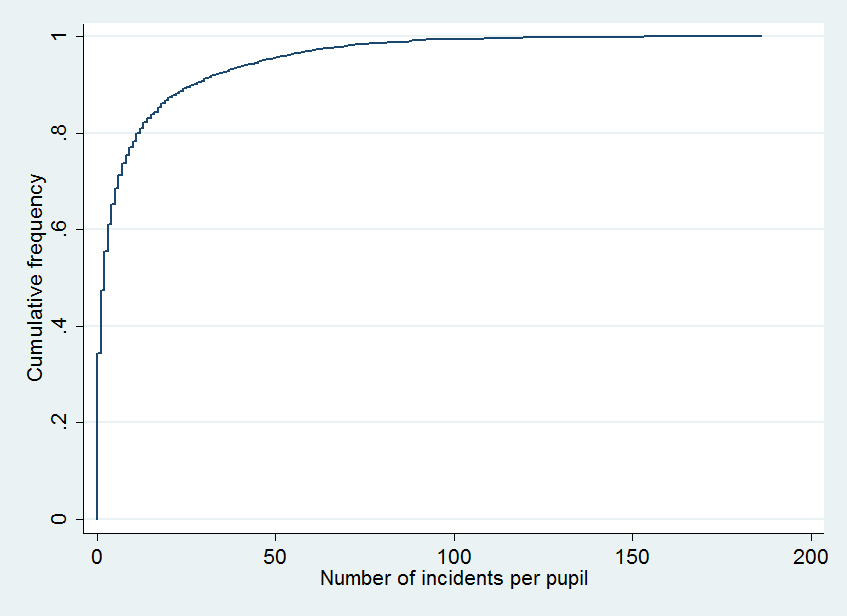 1
.8
.6
.4
.2
0
Cumulative frequency
0 50 100 150 200
Number of incidents per pupil